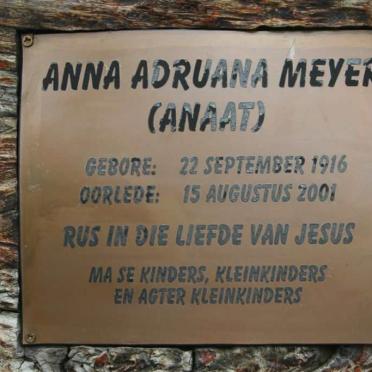 ANNA ADRUANA MEYER
(ANAAT)
GEBORE: 22 SEPTEMBER 1916
OORLEDE: 15 AUGUSTUS 2001
RUS IN DIE LIEFDE VAN JESUS
MA SE KINDERS, KLEINKINDERS
EN AGTER KLEINKINDERS